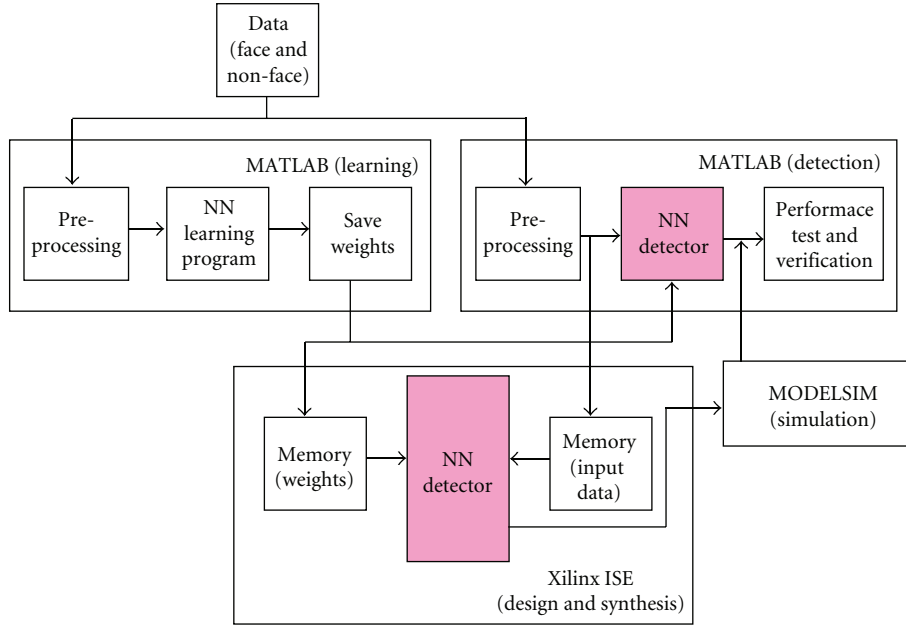 Data
(face and
non-face)
MATLAB (learning)
Pre-
processing
NN
learning
program
Save
weights
MATLAB (detection)
Pre-
processing
NN
detector
Performace
test and
verification
Memory
(weights)
NN
detector
Memory
(input
data)
Xilinx ISE
(design and synthesis)
MODELSIM
(simulation)